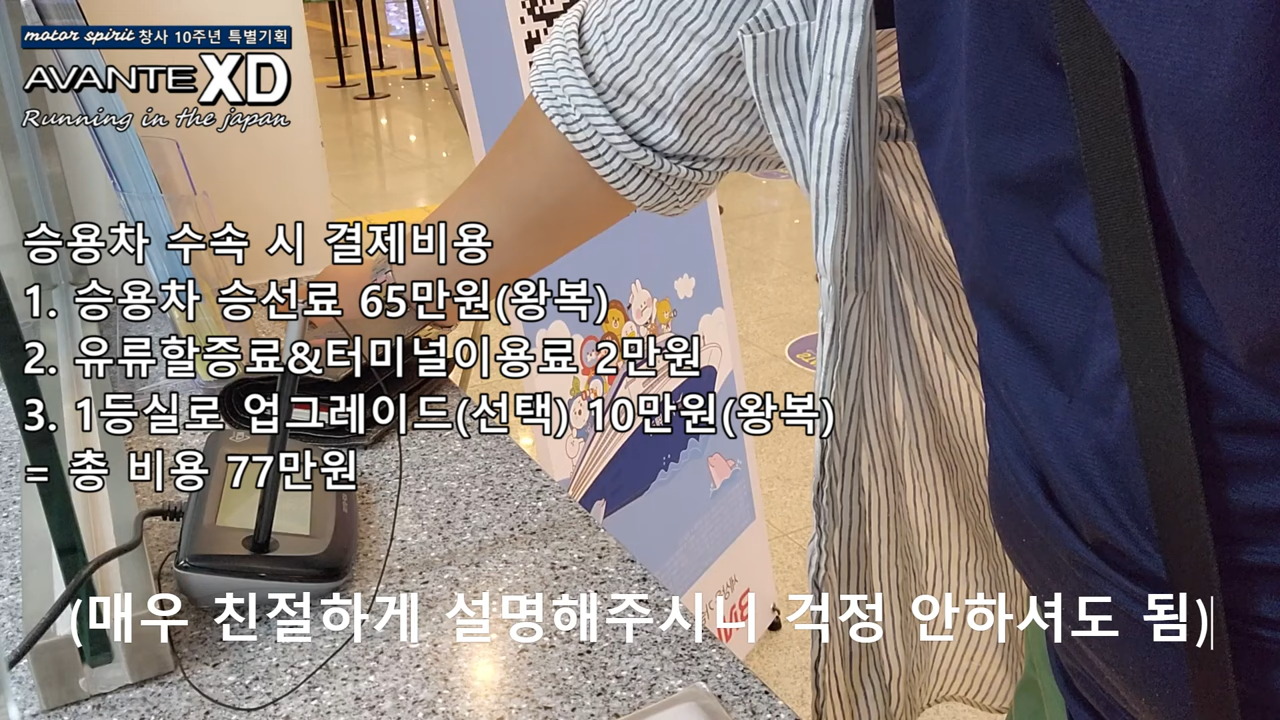 motor spirit 창사 10주년 특별기획
AVANTE XD
Running in the japan
승용차 수속 시 결제비용
1. 승용차 승선료 65만원(왕복)
2. 유류할증료&터미널이용료 2만원
3. 1등실로 업그레이드(선택) 10만원(왕복)
= 총 비용 77만원
(매우 친절하게 설명해주시니 걱정 안하셔도 됨)